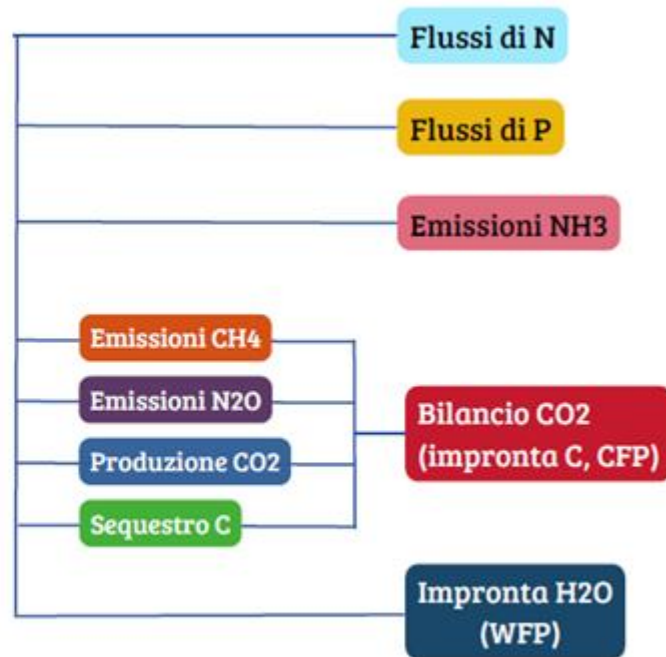 Flussi di N
Flussi di P
Emissioni NH3
Emissioni CH4
Emissioni N2O
Produzione CO2
Sequestro C
Bilancio CO2
(impronta C, CFP)
Impronta H2O
(WFP)